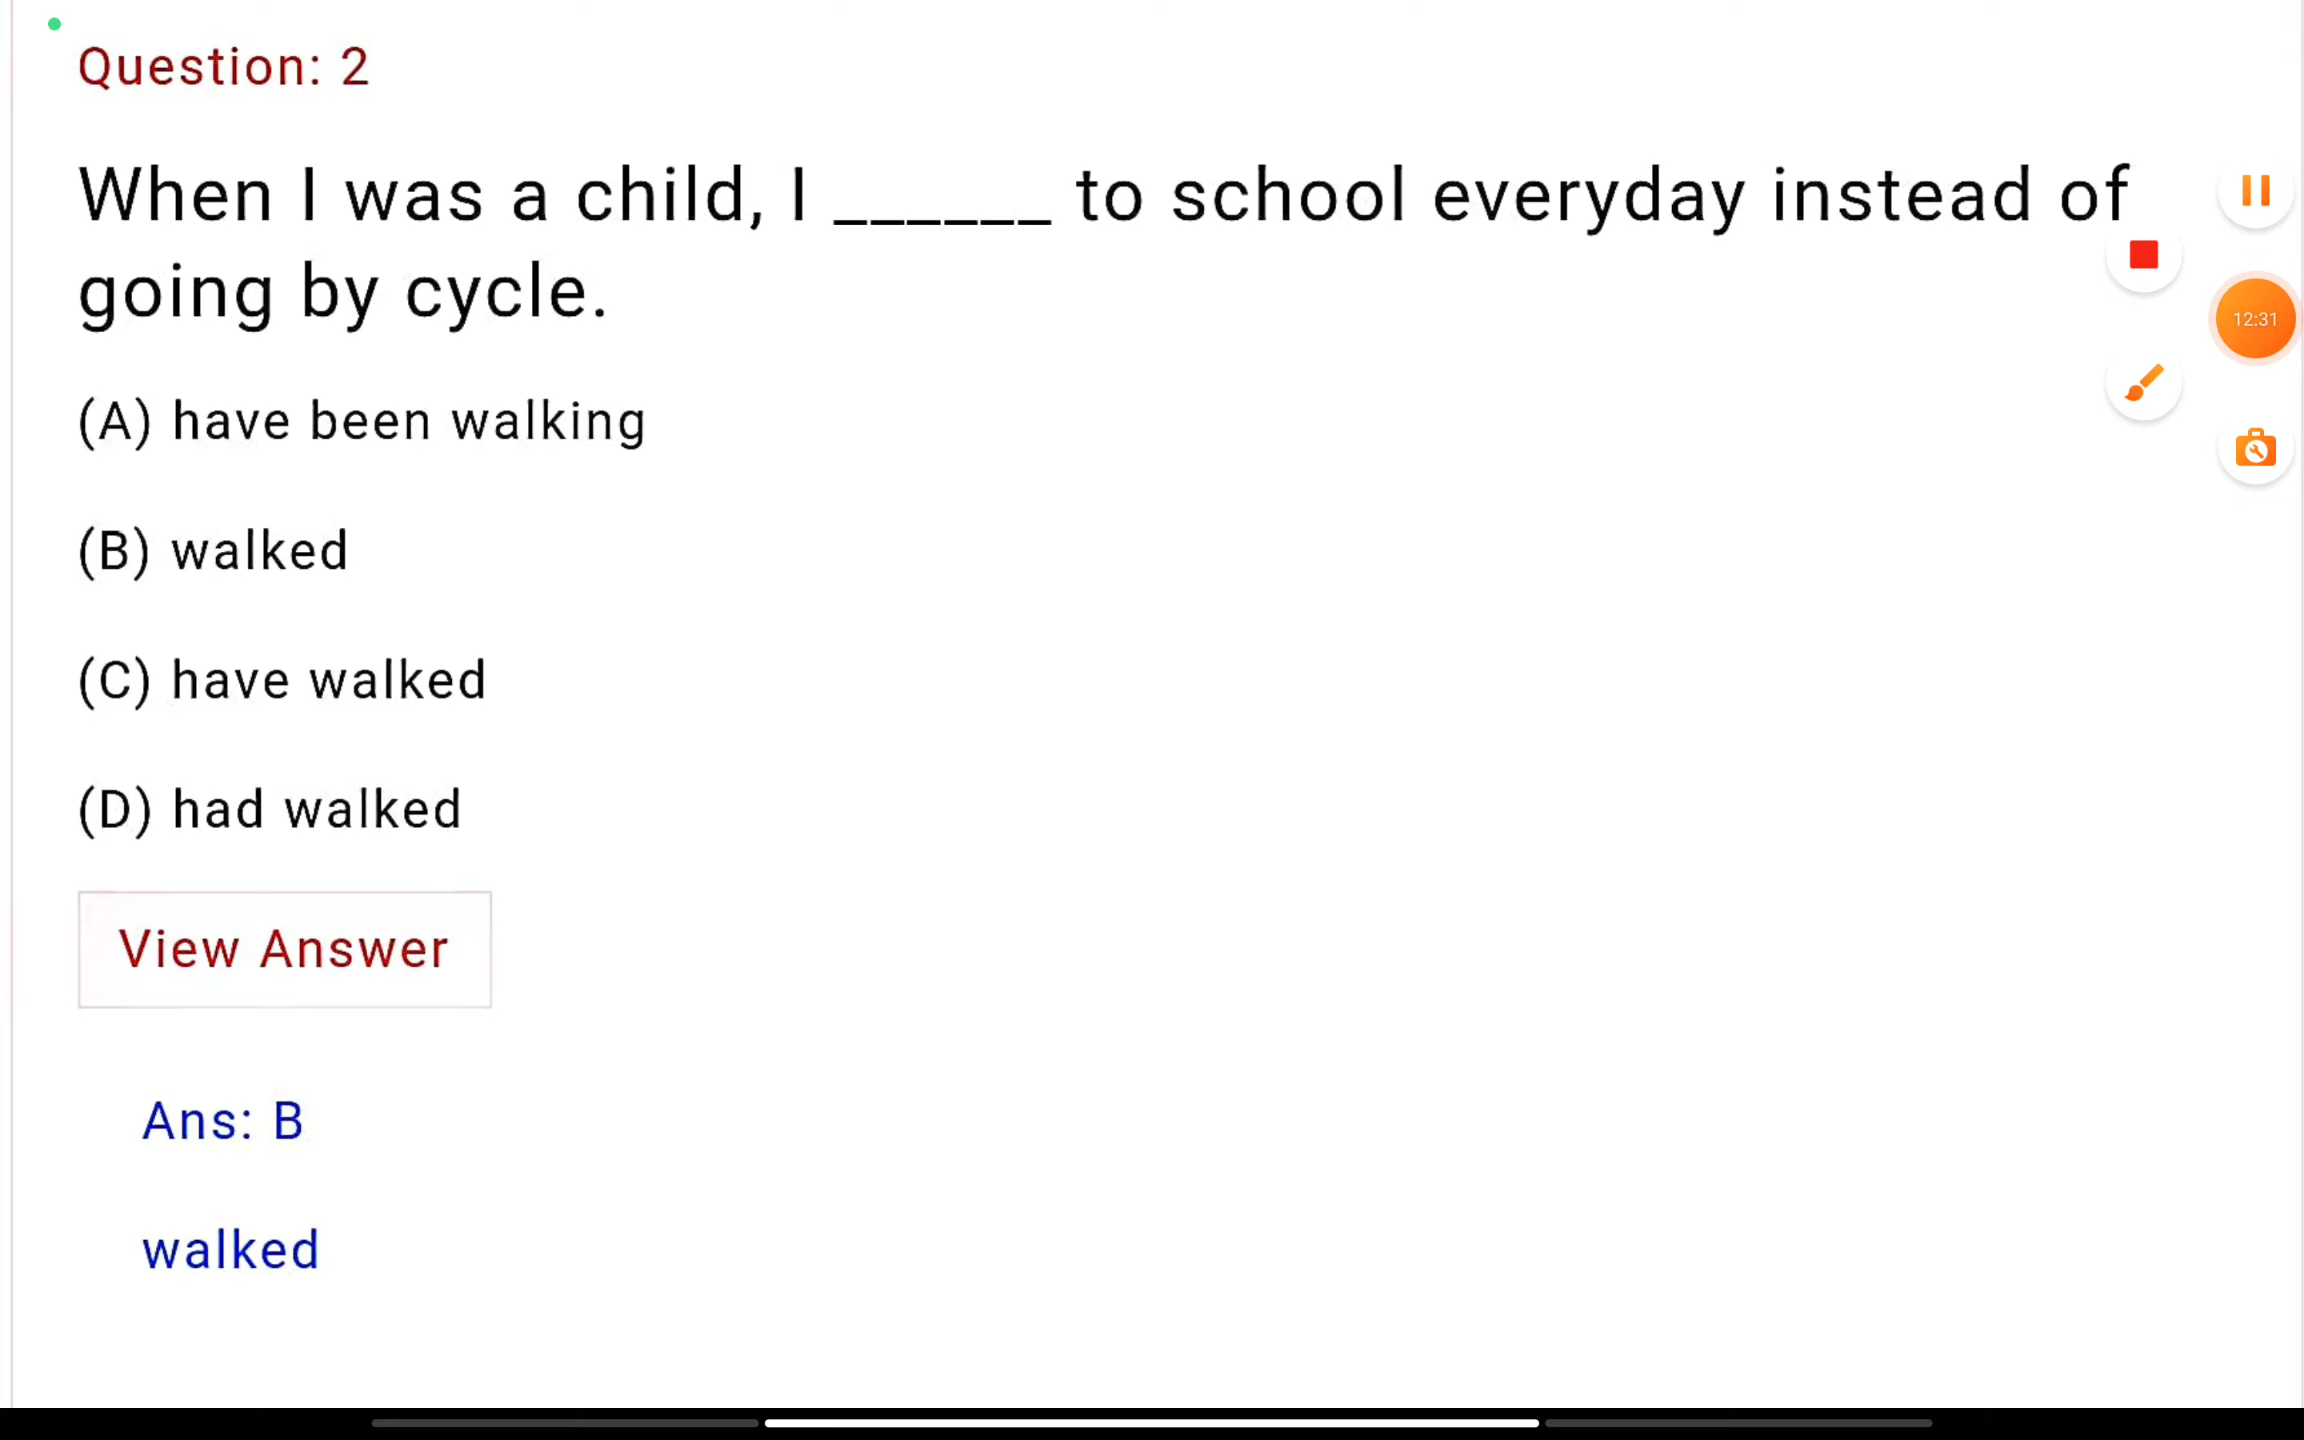 Question: 2
When I was a child, I ______ to school everyday instead of
going by cycle.
12:31
(A) have been walking
(B) walked
(C) have walked
(D) had walked
View Answer
Ans: B
walked